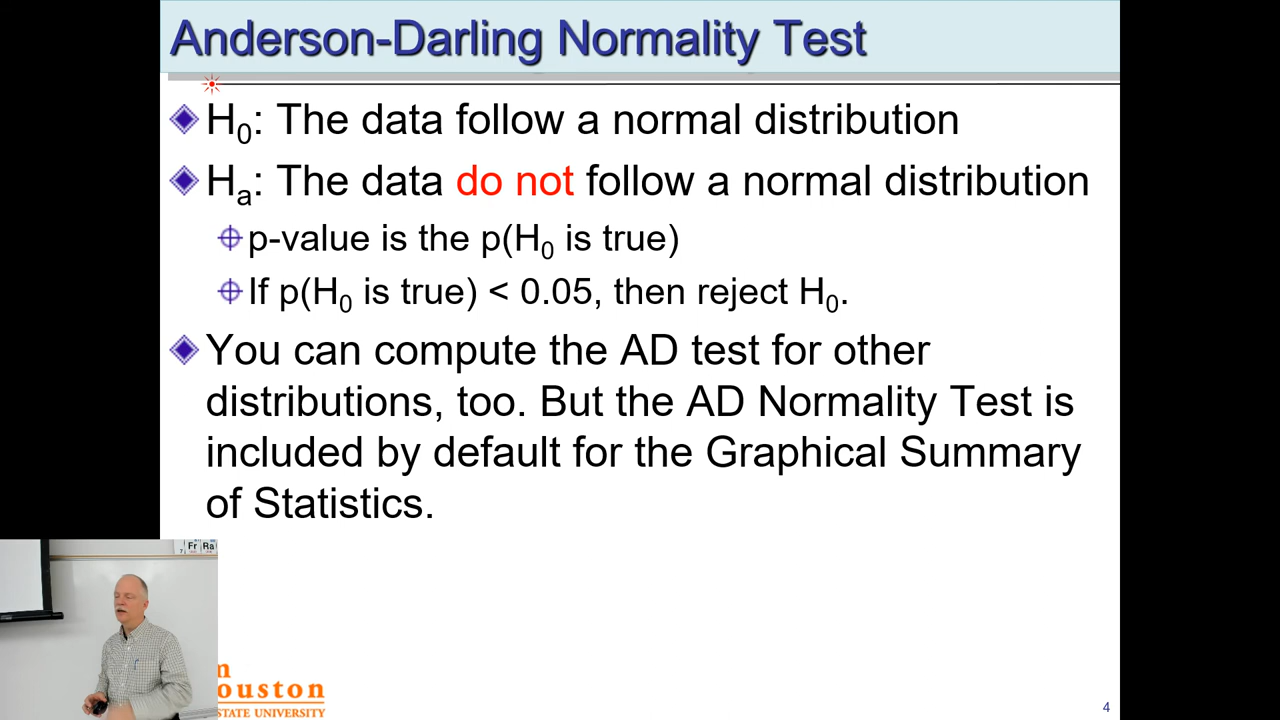 Anderson-Darling Normality Test
H0: The data follow a normal distribution
Ha: The data do not follow a normal distribution
p-value is the p(H0 is true)
If p(H0 is true) < 0.05, then reject H0.
You can compute the AD test for other
distributions, too. But the AD Normality Test is
included by default for the Graphical Summary
of Statistics.
7 Fr Ra
n
ouston
STATE UNIVERSITY
4